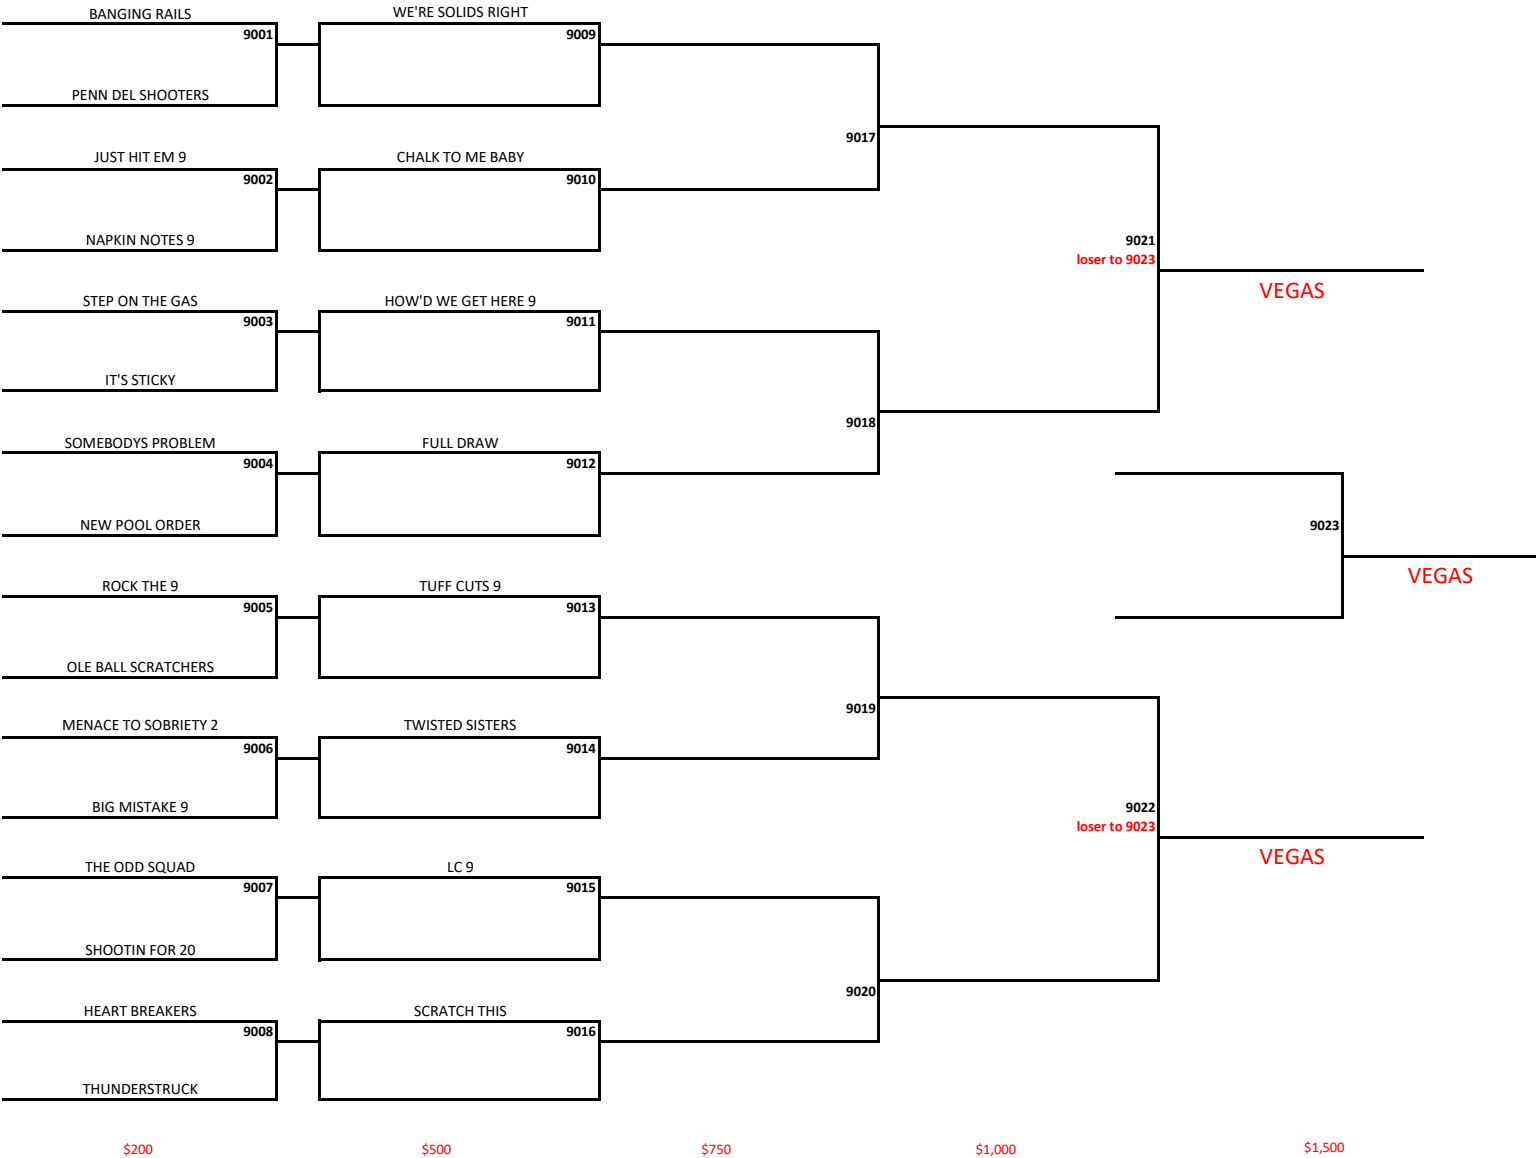 BANGING RAILS
WE'RE SOLIDS RIGHT
9001
9009
PENN DEL SHOOTERS
9017
JUST HIT EM 9
CHALK TO ME BABY
9002
9010
NAPKIN NOTES 9
9021
loser to 9023
VEGAS
STEP ON THE GAS
HOW'D WE GET HERE 9
9003
9011
IT'S STICKY
9018
SOMEBODYS PROBLEM
FULL DRAW
9004
9012
NEW POOL ORDER
9023
VEGAS
ROCK THE 9
TUFF CUTS 9
9005
9013
OLE BALL SCRATCHERS
9019
MENACE TO SOBRIETY 2
TWISTED SISTERS
9006
9014
BIG MISTAKE 9
9022
loser to 9023
VEGAS
THE ODD SQUAD
LC 9
9007
9015
SHOOTIN FOR 20
9020
HEART BREAKERS
SCRATCH THIS
9008
9016
THUNDERSTRUCK
$200
$500
$750
$1,000
$1,500